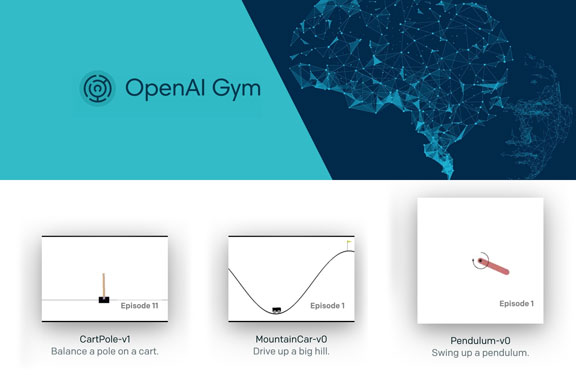 OpenAI Gym
Episode 11
Episode 1
Episode 1
CartPole-v1
Balance a pole on a cart.
MountainCar-v0
Drive up a big hill.
Pendulum-v0
Swing up a pendulum.